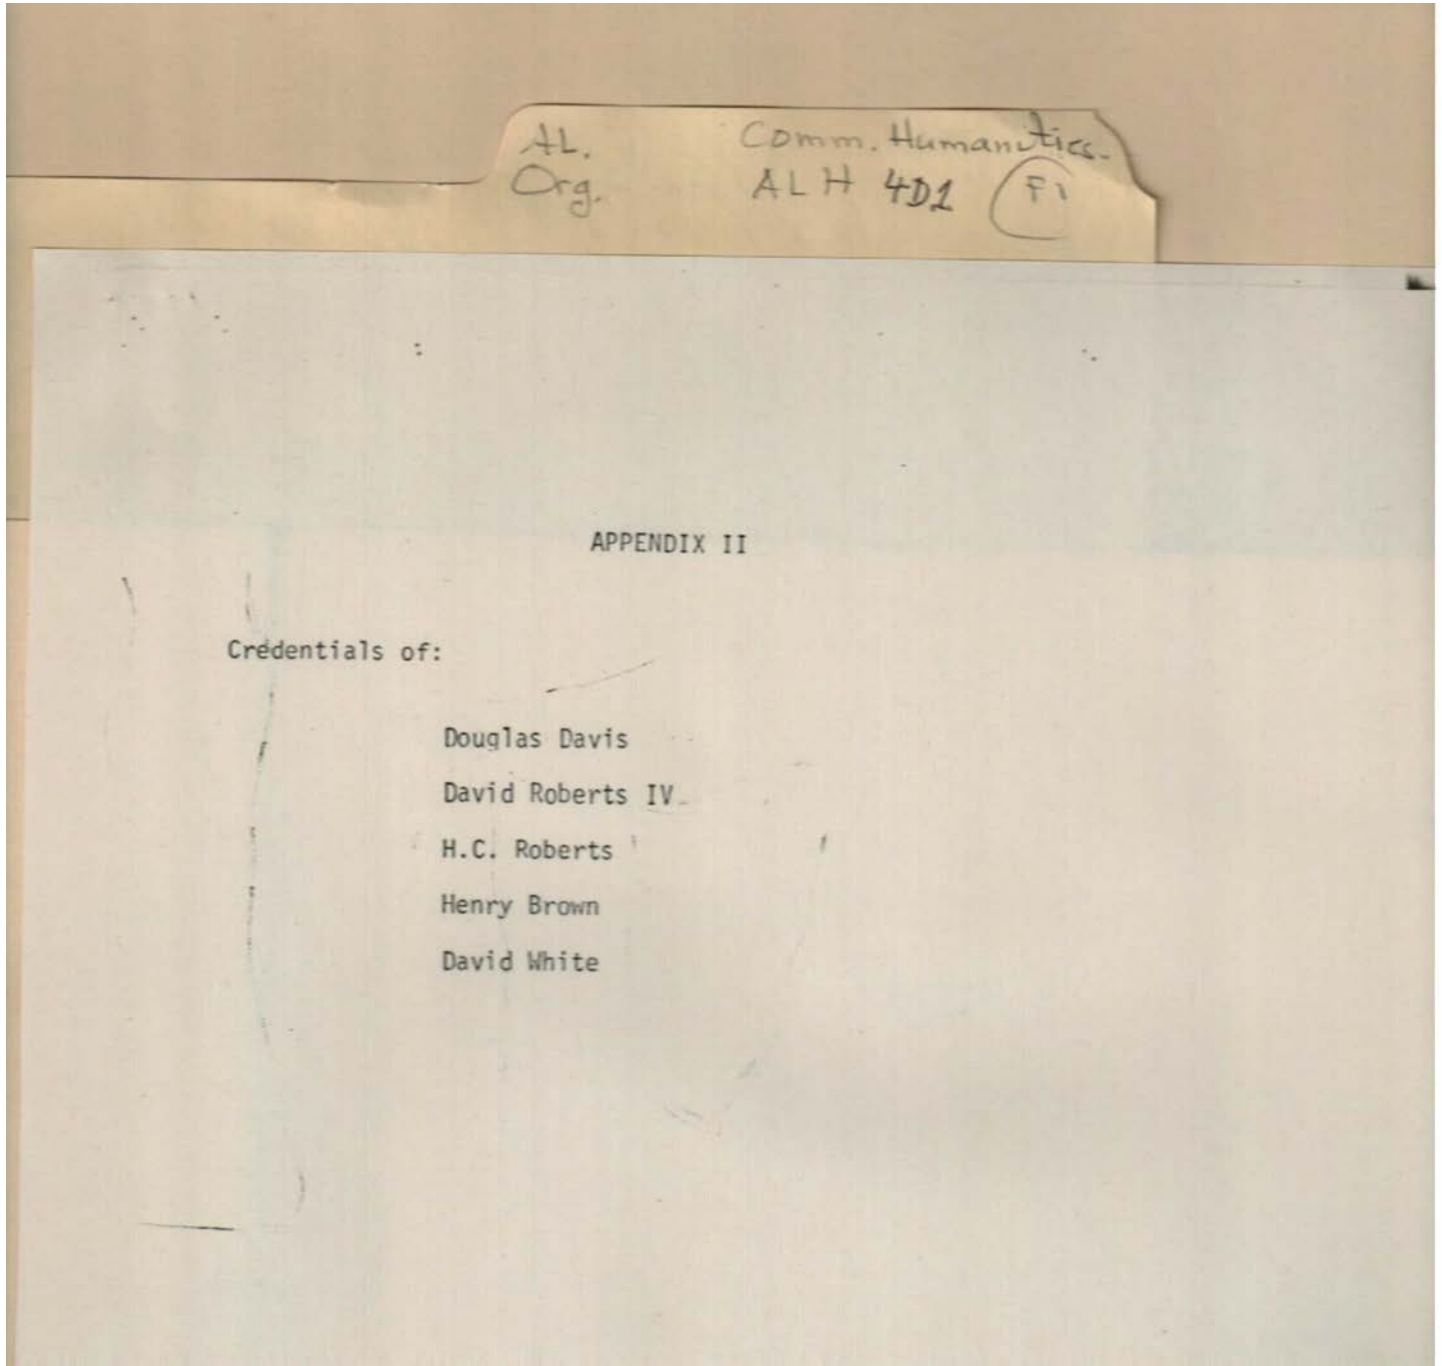 AL. Comm. Humanities.
Org. ALH 4D1 F1
APPENDIX II
Credentials of:
Douglas Davis
David Roberts IV
H.C. Roberts
Henry Brown
David White